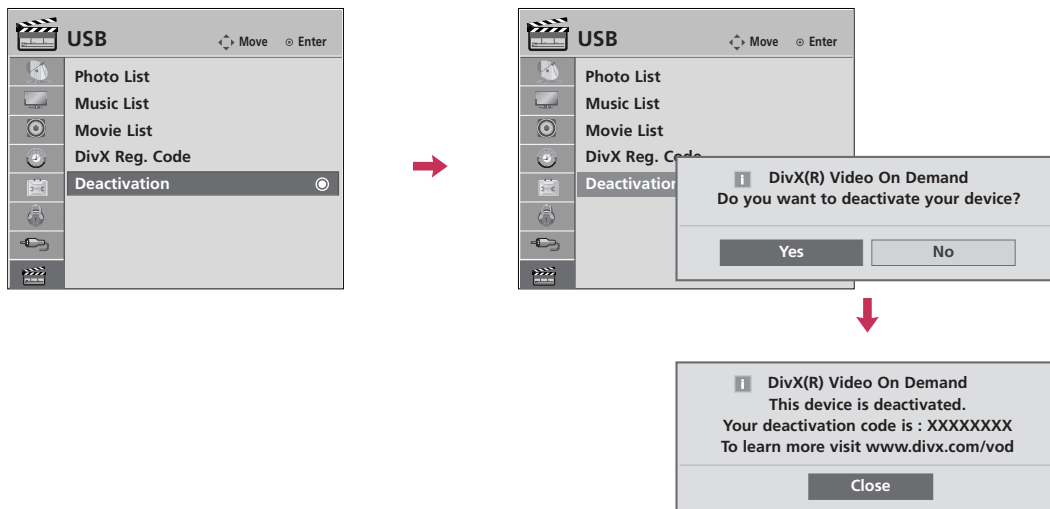 USB Move Enter
Photo List
Music List
Movie List
DivX Reg. Code
Deactivation
USB Move Enter
Photo List
Music List
Movie List
DivX Reg. Code
Deactivation
i DivX(R) Video On Demand
Do you want to deactivate your device?
Yes No
i DivX(R) Video On Demand
This device is deactivated.
Your deactivation code is : XXXXXXXX
To learn more visit www.divx.com/vod
Close